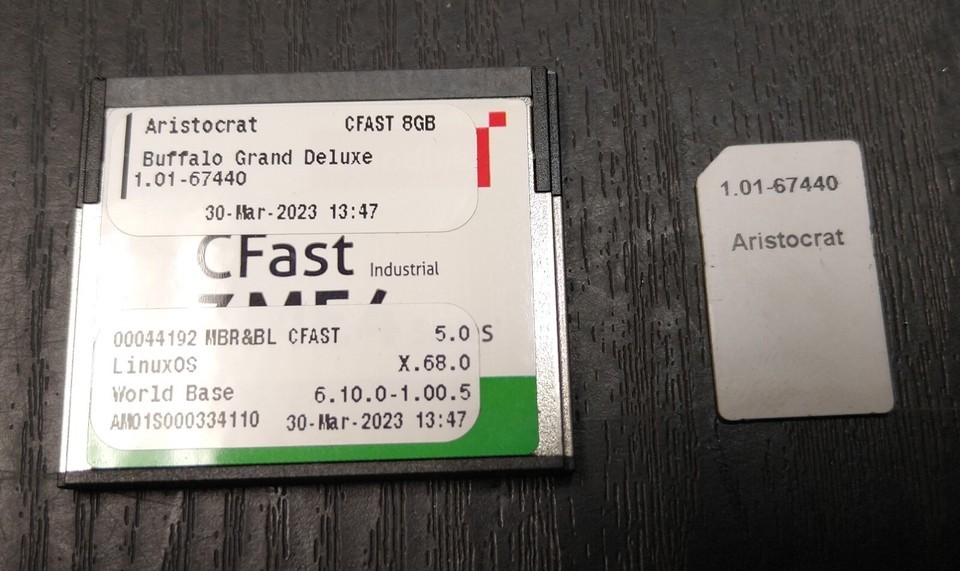 Aristocrat CFAST 8GB
Buffalo Grand Deluxe
1.01-67440
30-Mar-2023 13:47
CFast Industrial
00044192 MBR&BL CFAST 5.0 S
LinuxOS X.68.0
World Base 6.10.0-1.00.5
AM01S000334110 30-Mar-2023 13:47
1.01-67440
Aristocrat